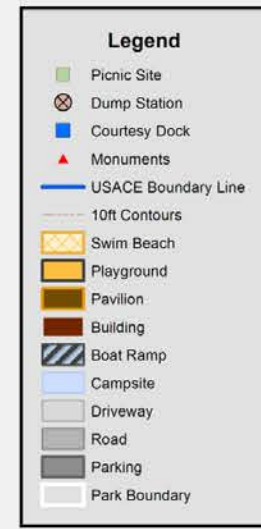 Legend
Picnic Site
Dump Station
Courtesy Dock
Monuments
USACE Boundary Line
10ft Contours
Swim Beach
Playground
Pavilion
Building
Boat Ramp
Campsite
Driveway
Road
Parking
Park Boundary